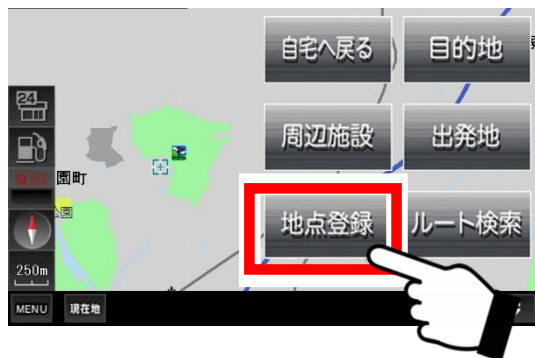 自宅へ戻る
目的地
24
周辺施設
出発地
園町
園
地点登録
ルート検索
250m
MENU
現在地